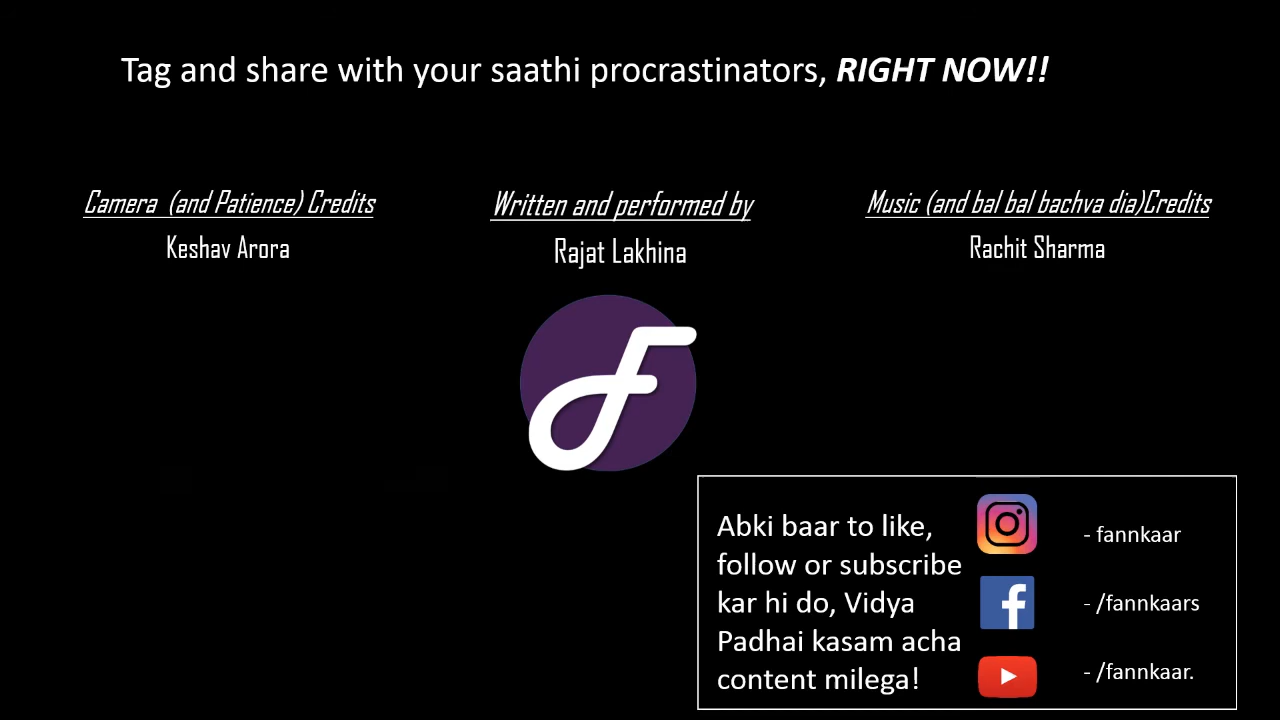 Tag and share with your saathi procrastinators, RIGHT NOW!!
Camera (and Patience) Credits
Keshav Arora
Written and performed by
Rajat Lakhina
Music (and bal bal bachva dia)Credits
Rachit Sharma
F
Abki baar to like,
follow or subscribe
kar hi do, Vidya
Padhai kasam acha
content milega!
- fannkaar
- /fannkaars
- /fannkaar.